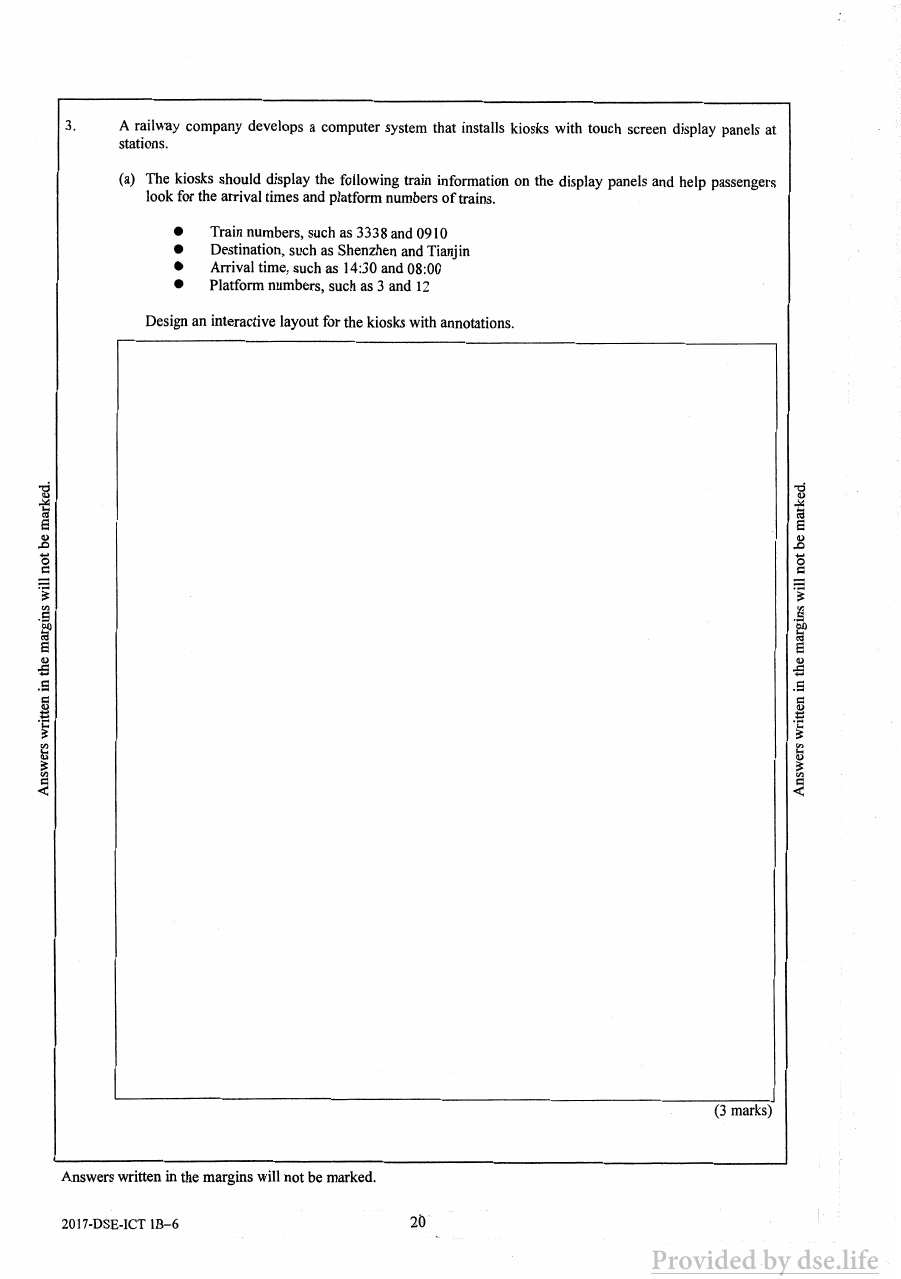 3. A railway company develops a computer system that installs kiosks with touch screen display panels at
stations.
(a) The kiosks should display the following train information on the display panels and help passengers
look for the arrival times and platform numbers of trains.
● Train numbers, such as 3338 and 0910
● Destination, such as Shenzhen and Tianjin
● Arrival time, such as 14:30 and 08:00
● Platform numbers, such as 3 and 12
Design an interactive layout for the kiosks with annotations.
Answers written in the margins will not be marked.
Answers written in the margins will not be marked.
(3 marks)
Answers written in the margins will not be marked.
2017-DSE-ICT 1B–6
20
Provided by dse.life